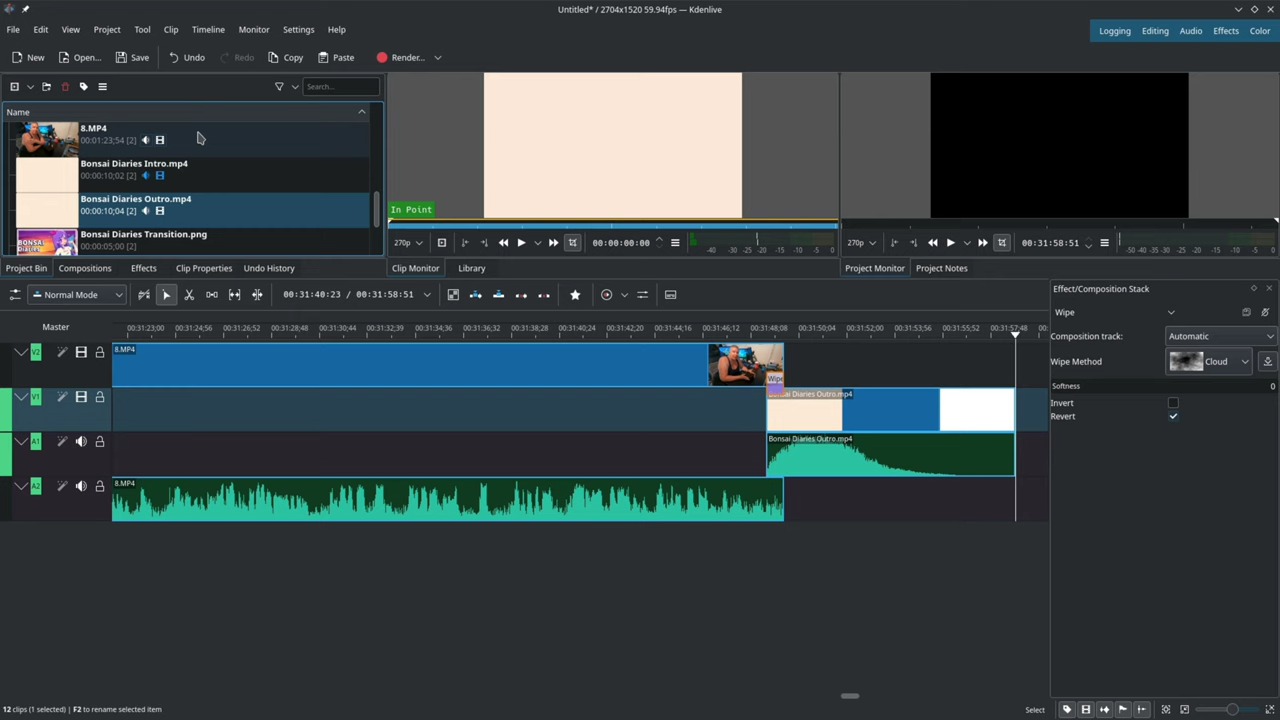 Untitled* / 2704x1520 59.94fps — Kdenlive
File Edit View Project Tool Clip Timeline Monitor Settings Help
Logging Editing Audio Effects Color
New Open... Save Undo Redo Copy Paste Render...
Search...
Name
8.MP4
00:01:23;54 [2]
Bonsai Diaries Intro.mp4
00:00:10;02 [2]
Bonsai Diaries Outro.mp4
00:00:10;04 [2]
Bonsai Diaries Transition.png
00:00:05;00 [2]
BONSAI
In Point
270p 00:00:00:00 -40 -30 -20 -10 0
270p 00:31:58:51 -50 -40 -30 -20 -10 0
Project Bin Compositions Effects Clip Properties Undo History Clip Monitor Library Project Monitor Project Notes
Normal Mode 00:31:40:23 / 00:31:58:51
Master
00:31:23;00 00:31:24;56 00:31:26;52 00:31:28;48 00:31:30;44 00:31:32;39 00:31:34;35 00:31:36;32 00:31:38;28 00:31:40;24 00:31:42;20 00:31:44;16 00:31:46;12 00:31:48;08 00:31:50;04 00:31:52;00 00:31:53;56 00:31:55;52 00:31:57;48
V2 8.MP4
Wipe
V1 Bonsai Diaries Outro.mp4
A1 Bonsai Diaries Outro.mp4
A2 8.MP4
Effect/Composition Stack
Wipe
Composition track: Automatic
Wipe Method Cloud
Softness 0
Invert
Revert
12 clips (1 selected) | F2 to rename selected item
Select